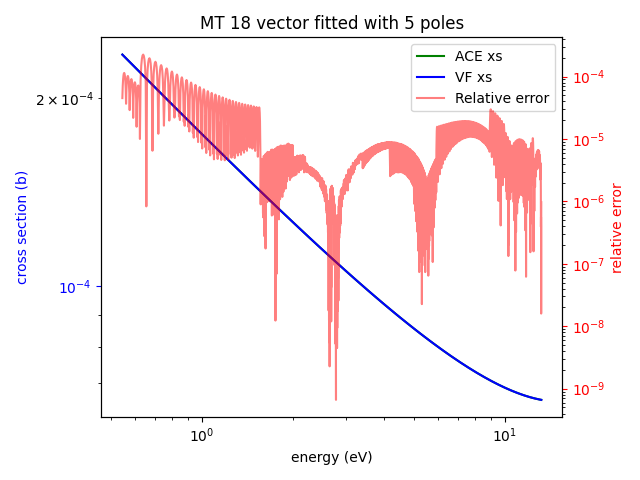 MT 18 vector fitted with 5 poles
ACE xs
VF xs
Relative error
2 × 10⁻⁴
10⁻⁴
cross section (b)
10⁻⁴
10⁻⁵
10⁻⁶
10⁻⁷
10⁻⁸
10⁻⁹
relative error
10⁰
10¹
energy (eV)